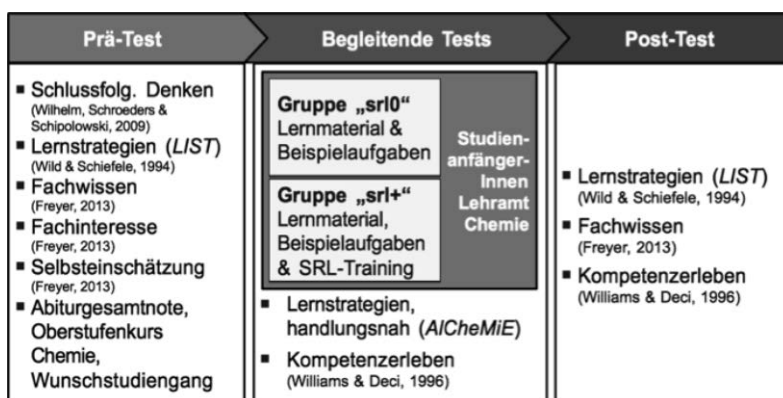 Prä-Test
Begleitende Tests
Post-Test
▪ Schlussfolg. Denken
(Wilhelm, Schroeders &
Schipolowski, 2009)
▪ Lernstrategien (LIST)
(Wild & Schiefele, 1994)
▪ Fachwissen
(Freyer, 2013)
▪ Fachinteresse
(Freyer, 2013)
▪ Selbsteinschätzung
(Freyer, 2013)
▪ Abiturgesamtnote,
Oberstufenkurs
Chemie,
Wunschstudiengang
Gruppe „srl0“
Lernmaterial &
Beispielaufgaben
Gruppe „srl+“
Lernmaterial,
Beispielaufgaben
& SRL-Training
Studien-
anfänger-
Innen
Lehramt
Chemie
▪ Lernstrategien,
handlungsnah (AlCheMiE)
▪ Kompetenzerleben
(Williams & Deci, 1996)
▪ Lernstrategien (LIST)
(Wild & Schiefele, 1994)
▪ Fachwissen
(Freyer, 2013)
▪ Kompetenzerleben
(Williams & Deci, 1996)